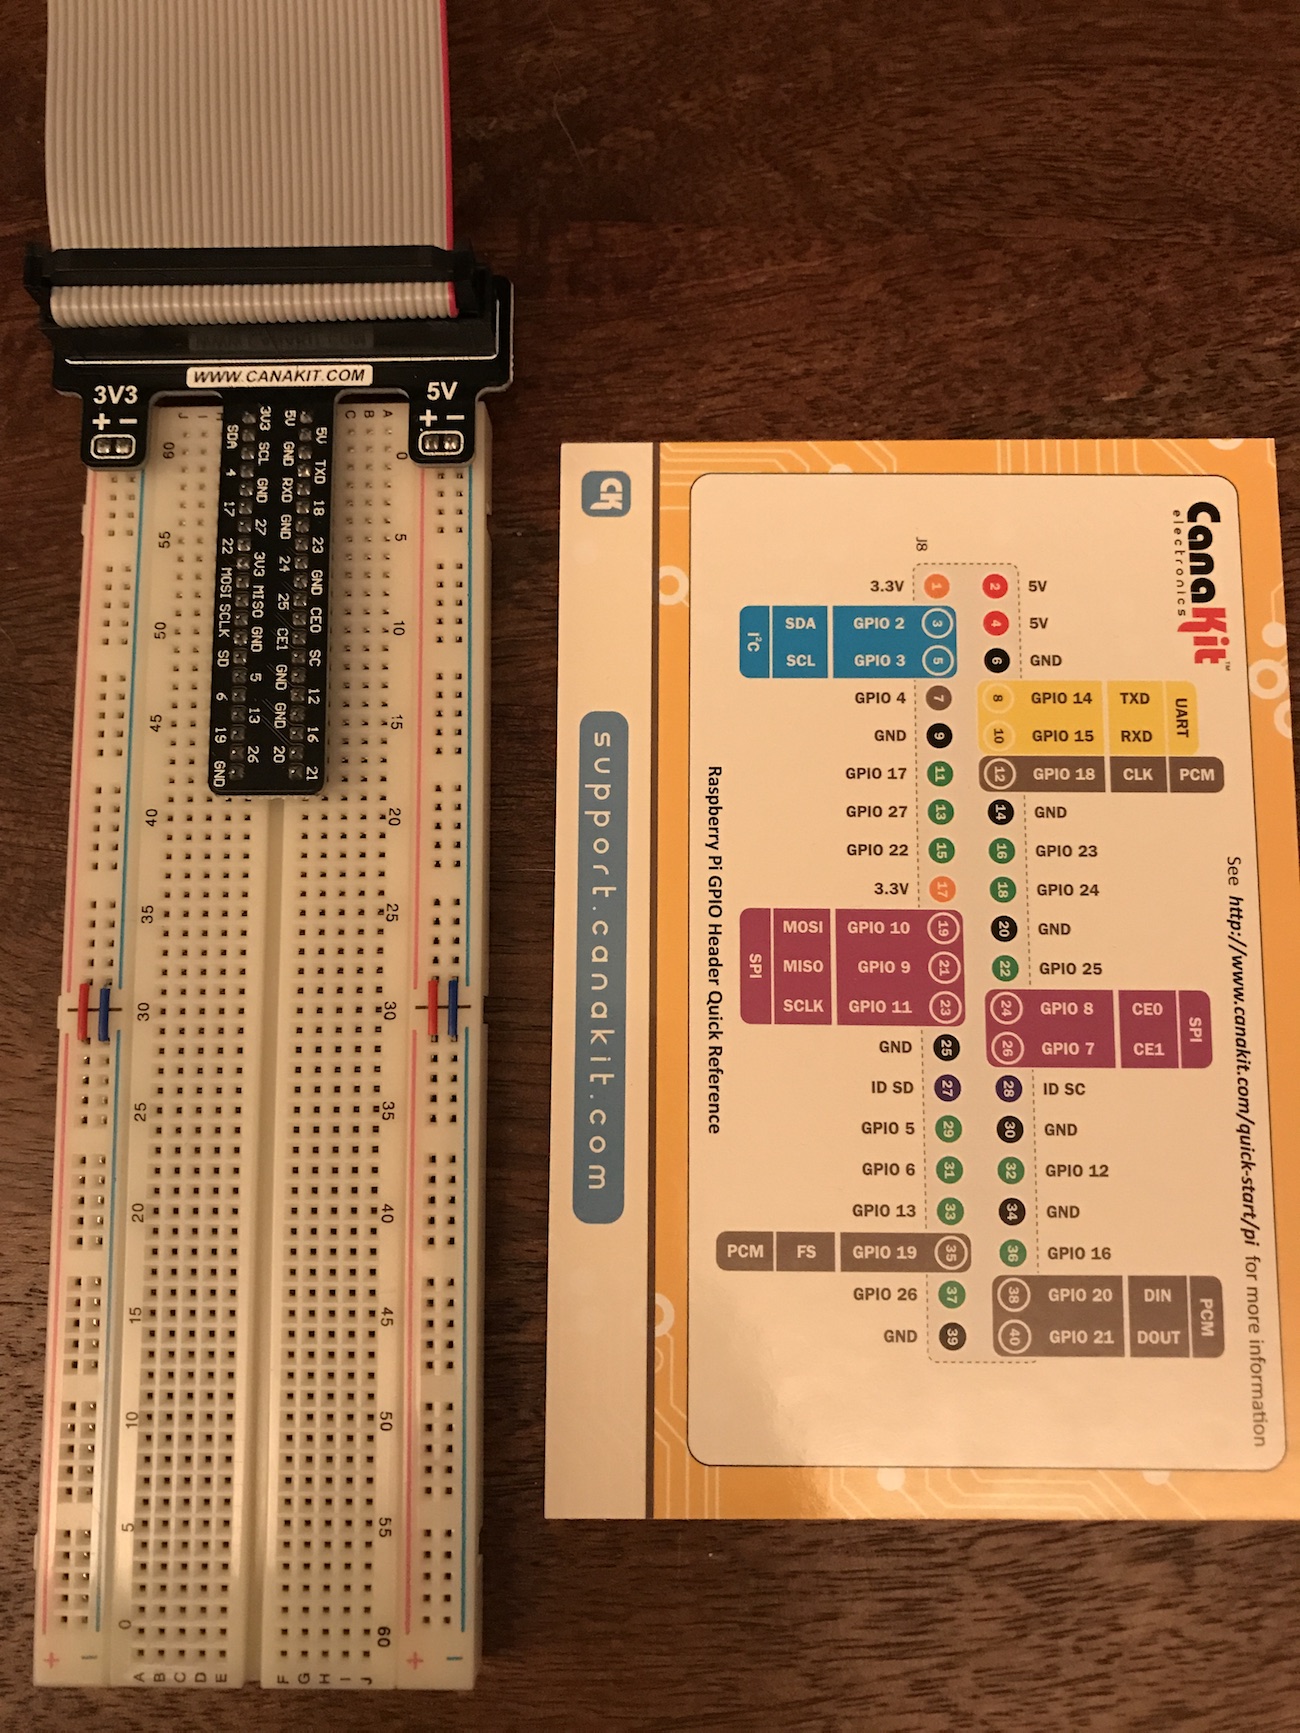 WWW.CANAKIT.COM
3V3
+ −
5V
+ −
J I H
C B A
3V3 SCL GND 27 3V3 MISO GND 5 13 26
SDA 4 17 22 MOSI SCLK SD 6 19 GND
5V GND RXD GND 24 25 CE1 GND GND 20
5V TXD 18 23 GND CE0 SC 12 16 21
60 55 50 45 40 35 30 25 20 15 10 5 0
0 5 10 15 20 25 30 35 40 45 50 55 60
+ −
A B C D E
F G H I J
+ −
CK
support.canakit.com
CanaKit™
electronics
Raspberry Pi GPIO Header Quick Reference
See http://www.canakit.com/quick-start/pi for more information
J8
3.3V 1 2 5V
I²C SDA GPIO 2 3 4 5V
SCL GPIO 3 5 6 GND
GPIO 4 7 8 GPIO 14 TXD UART
GND 9 10 GPIO 15 RXD
GPIO 17 11 12 GPIO 18 CLK PCM
GPIO 27 13 14 GND
GPIO 22 15 16 GPIO 23
3.3V 17 18 GPIO 24
MOSI GPIO 10 19 20 GND
SPI MISO GPIO 9 21 22 GPIO 25
SCLK GPIO 11 23 24 GPIO 8 CE0 SPI
GND 25 26 GPIO 7 CE1
ID SD 27 28 ID SC
GPIO 5 29 30 GND
GPIO 6 31 32 GPIO 12
GPIO 13 33 34 GND
PCM FS GPIO 19 35 36 GPIO 16
GPIO 26 37 38 GPIO 20 DIN PCM
GND 39 40 GPIO 21 DOUT